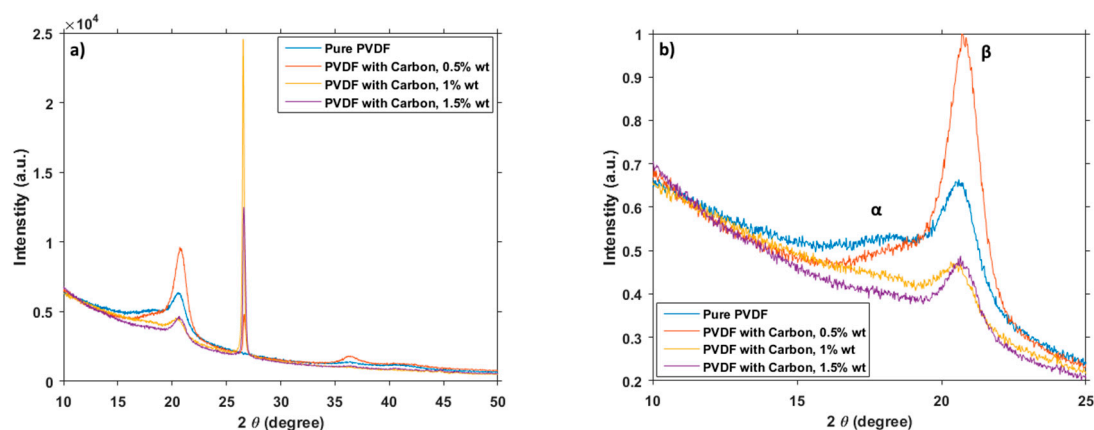 ×10⁴
a)
2.5
2
1.5
1
0.5
0
Intenstity (a.u.)
10 15 20 25 30 35 40 45 50
2 θ (degree)
Pure PVDF
PVDF with Carbon, 0.5% wt
PVDF with Carbon, 1% wt
PVDF with Carbon, 1.5% wt
b)
1
0.9
0.8
0.7
0.6
0.5
0.4
0.3
0.2
Intenstity (a.u.)
α
β
Pure PVDF
PVDF with Carbon, 0.5% wt
PVDF with Carbon, 1% wt
PVDF with Carbon, 1.5% wt
10 15 20 25
2 θ (degree)